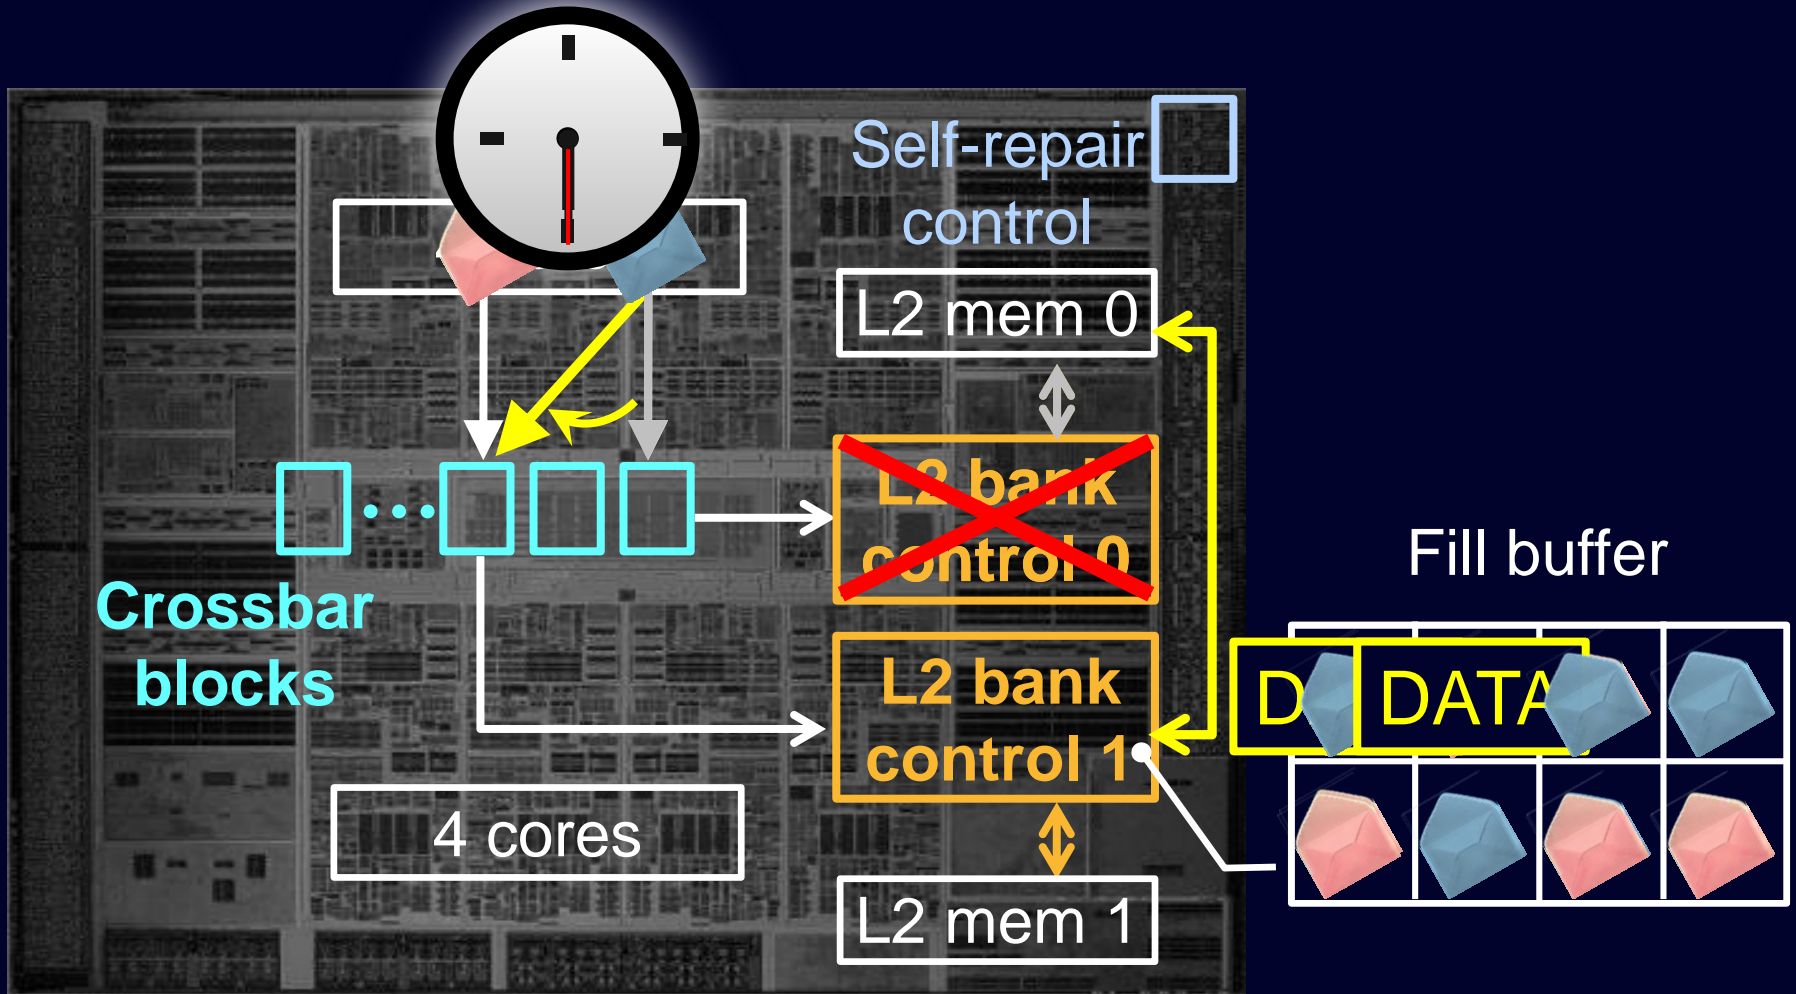 Self-repair
control
L2 mem 0
L2 bank
control 0
Crossbar
blocks
L2 bank
control 1
4 cores
L2 mem 1
Fill buffer
D
DATA